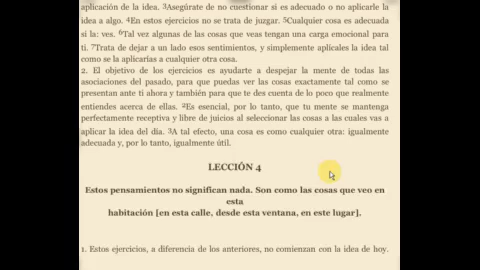 aplicación de la idea. 3Asegúrate de no cuestionar si es adecuado o no aplicarle la
idea a algo. 4En estos ejercicios no se trata de juzgar. 5Cualquier cosa es adecuada
si la: ves. 6Tal vez algunas de las cosas que veas tengan una carga emocional para
ti. 7Trata de dejar a un lado esos sentimientos, y simplemente aplícales la idea tal
como se la aplicarías a cualquier otra cosa.
2. El objetivo de los ejercicios es ayudarte a despejar la mente de todas las
asociaciones del pasado, para que puedas ver las cosas exactamente tal como se
presentan ante ti ahora y también para que te des cuenta de lo poco que realmente
entiendes acerca de ellas. 2Es esencial, por lo tanto, que tu mente se mantenga
perfectamente receptiva y libre de juicios al seleccionar las cosas a las cuales vas a
aplicar la idea del día. 3A tal efecto, una cosa es como cualquier otra: igualmente
adecuada y, por lo tanto, igualmente útil.
LECCIÓN 4
Estos pensamientos no significan nada. Son como las cosas que veo en
esta
habitación [en esta calle, desde esta ventana, en este lugar].
1. Estos ejercicios, a diferencia de los anteriores, no comienzan con la idea de hoy.